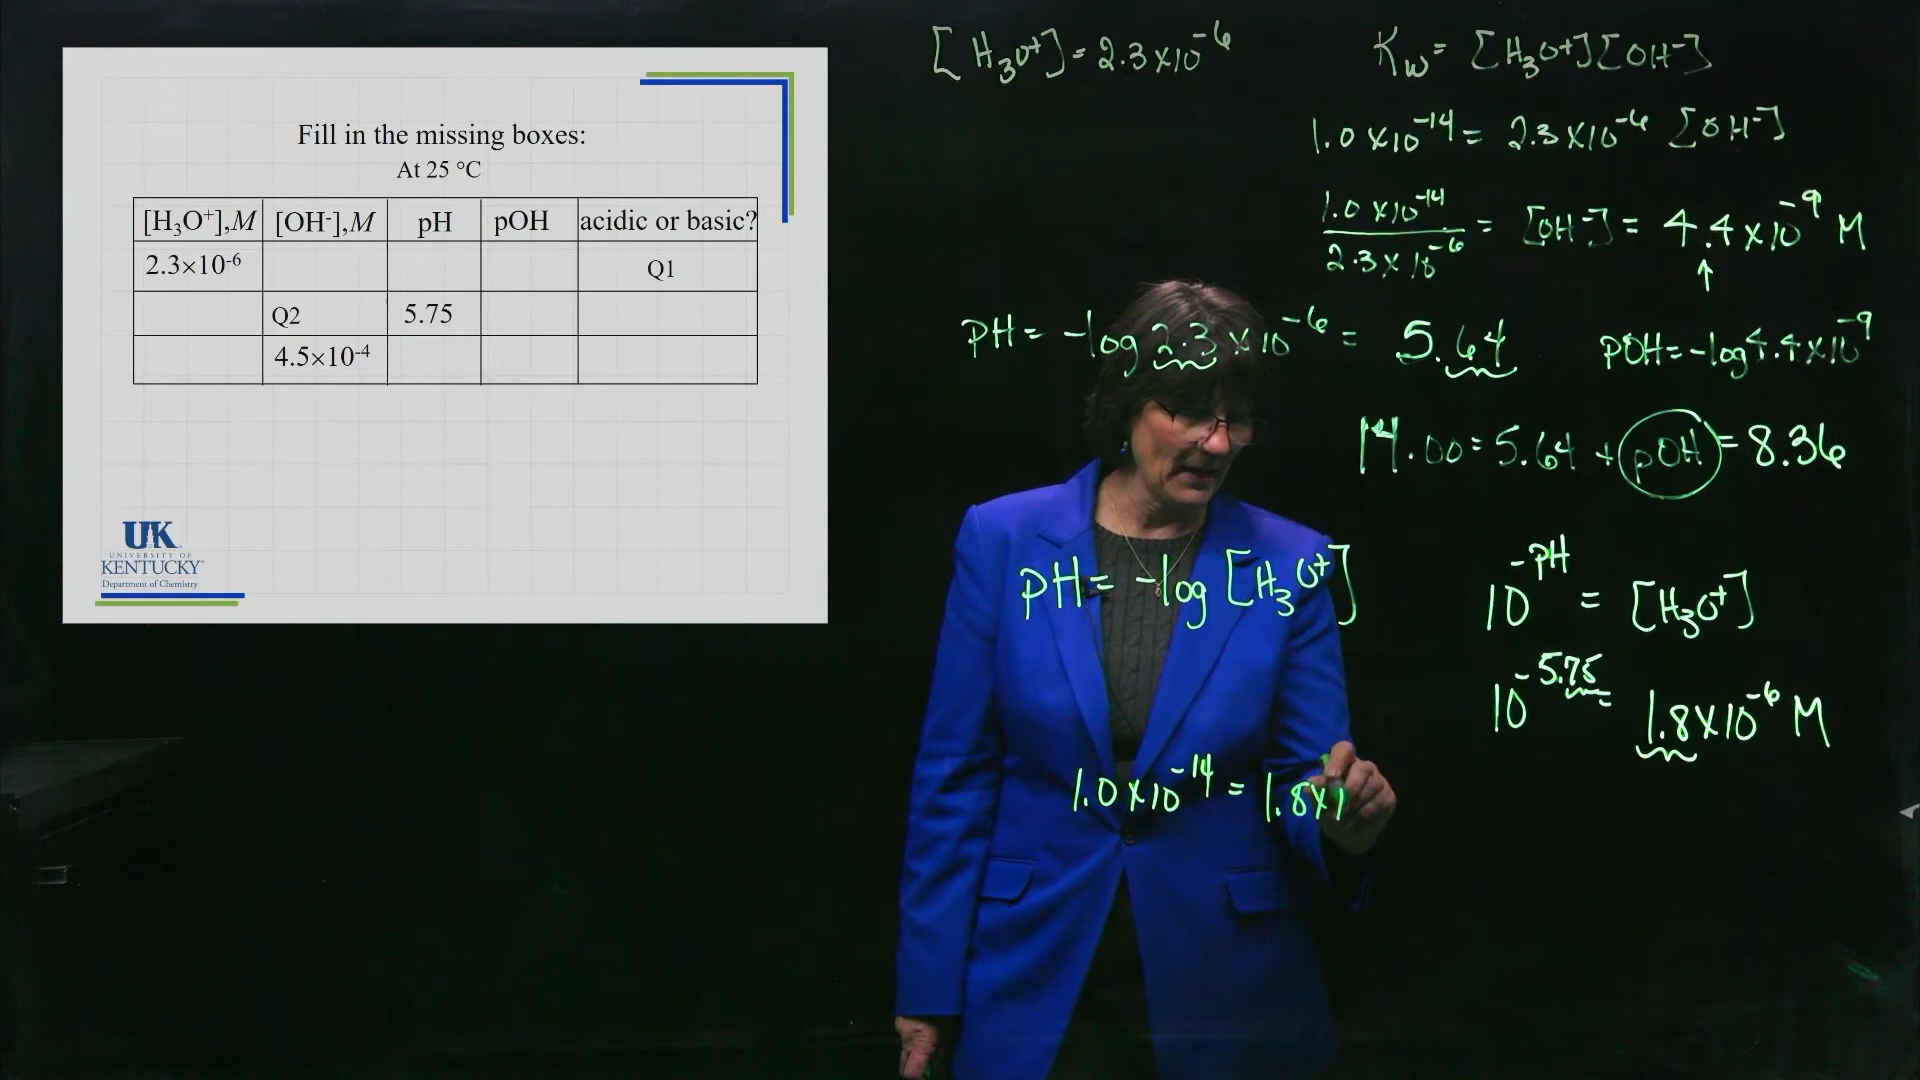 Fill in the missing boxes:
At 25 °C
[H₃O⁺],M [OH⁻],M pH pOH acidic or basic?
2.3×10⁻⁶ Q1
Q2 5.75
4.5×10⁻⁴
UK
UNIVERSITY OF
KENTUCKY
Department of Chemistry
[H₃O⁺] = 2.3×10⁻⁶
Kw = [H₃O⁺][OH⁻]
1.0×10⁻¹⁴ = 2.3×10⁻⁶ [OH⁻]
1.0×10⁻¹⁴
2.3×10⁻⁶
= [OH⁻] = 4.4×10⁻⁹ M
PH = -log 2.3×10⁻⁶ = 5.64
pOH = -log 4.4×10⁻⁹
14.00 = 5.64 + pOH = 8.36
PH = -log [H₃O⁺]
10⁻ᴾᴴ = [H₃O⁺]
10⁻⁵·⁷⁵ = 1.8×10⁻⁶ M
1.0×10⁻¹⁴ = 1.8×1